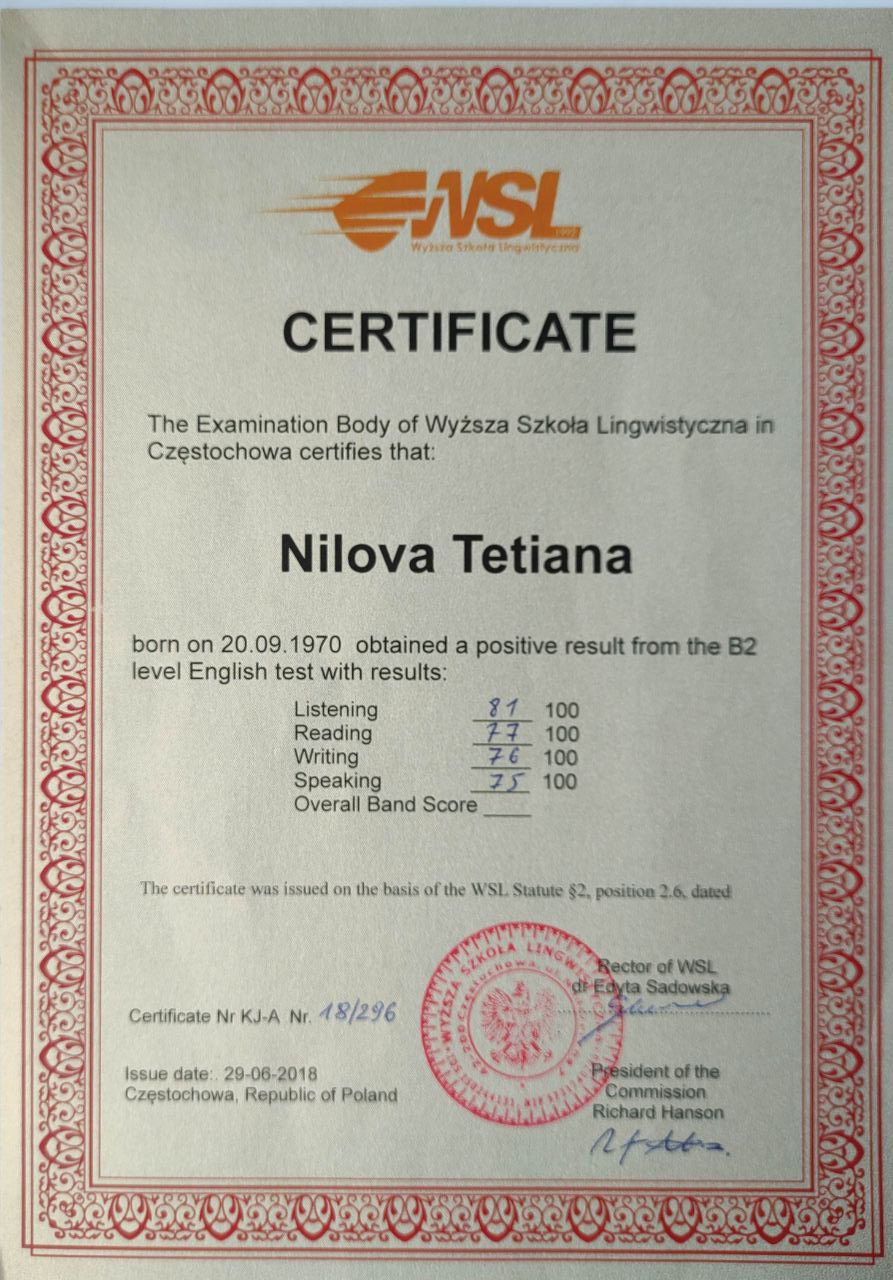 WSL
1992
Wyższa Szkoła Lingwistyczna
CERTIFICATE
The Examination Body of Wyższa Szkoła Lingwistyczna in
Częstochowa certifies that:
Nilova Tetiana
born on 20.09.1970 obtained a positive result from the B2
level English test with results:
Listening 81 100
Reading 77 100
Writing 76 100
Speaking 75 100
Overall Band Score ____
The certificate was issued on the basis of the WSL Statute §2, position 2.6, dated
WYŻSZA SZKOŁA LINGWIS
Rector of WSL
dr Edyta Sadowska
Certificate Nr KJ-A Nr. 18/296
Issue date:. 29-06-2018
Częstochowa, Republic of Poland
President of the
Commission
Richard Hanson